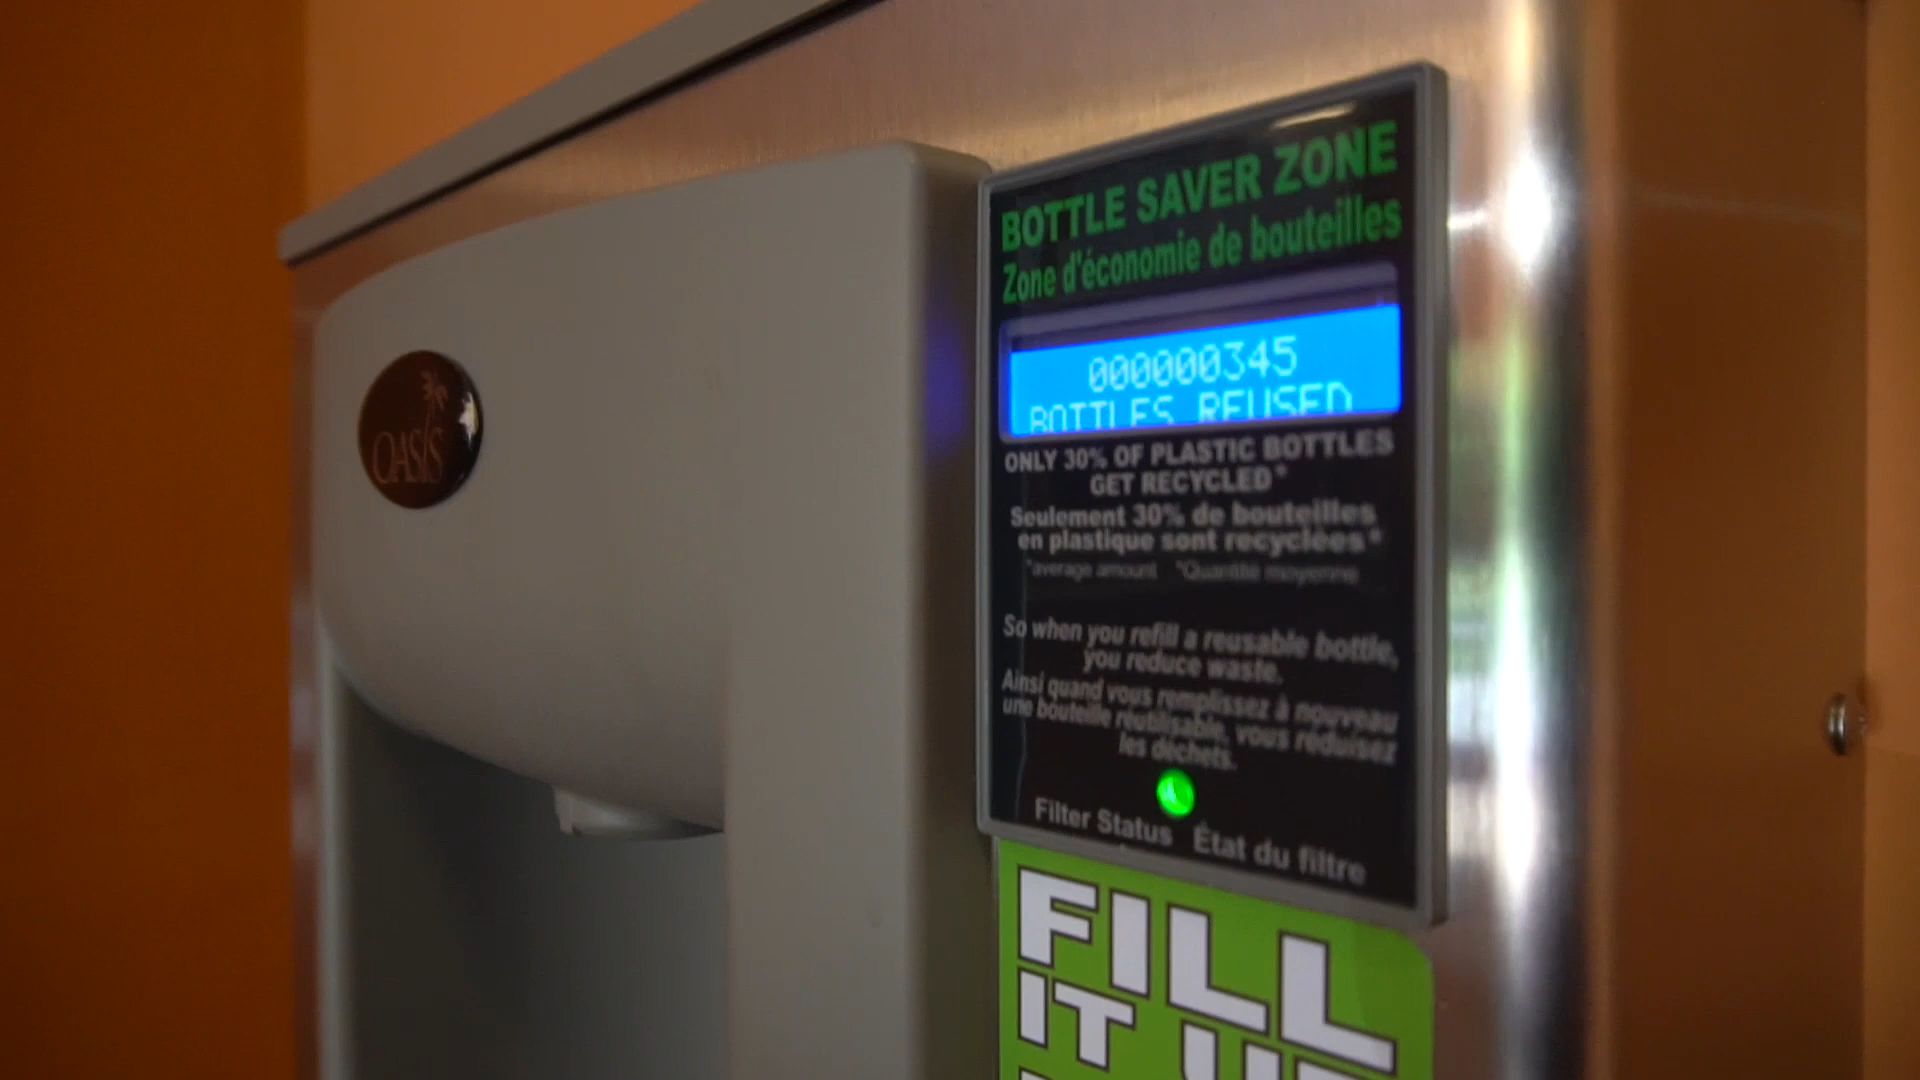 OASIS
BOTTLE SAVER ZONE
Zone d'économie de bouteilles
000000345
BOTTLES REUSED
ONLY 30% OF PLASTIC BOTTLES
GET RECYCLED*
Seulement 30% de bouteilles
en plastique sont recyclées*
*average amount *Quantité moyenne
So when you refill a reusable bottle,
you reduce waste.
Ainsi quand vous remplissez à nouveau
une bouteille réutilisable, vous réduisez
les déchets.
Filter Status État du filtre
FILL
IT UP